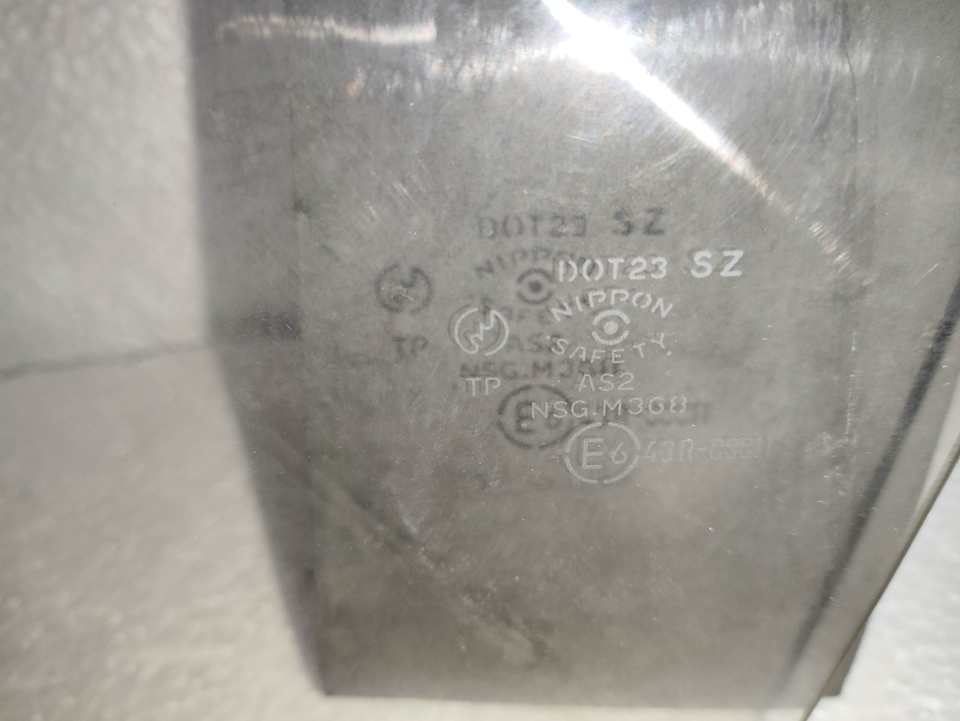 DOT23 SZ
NIPPON
SAFETY
TP AS2
NSG.M368
E6 43R-